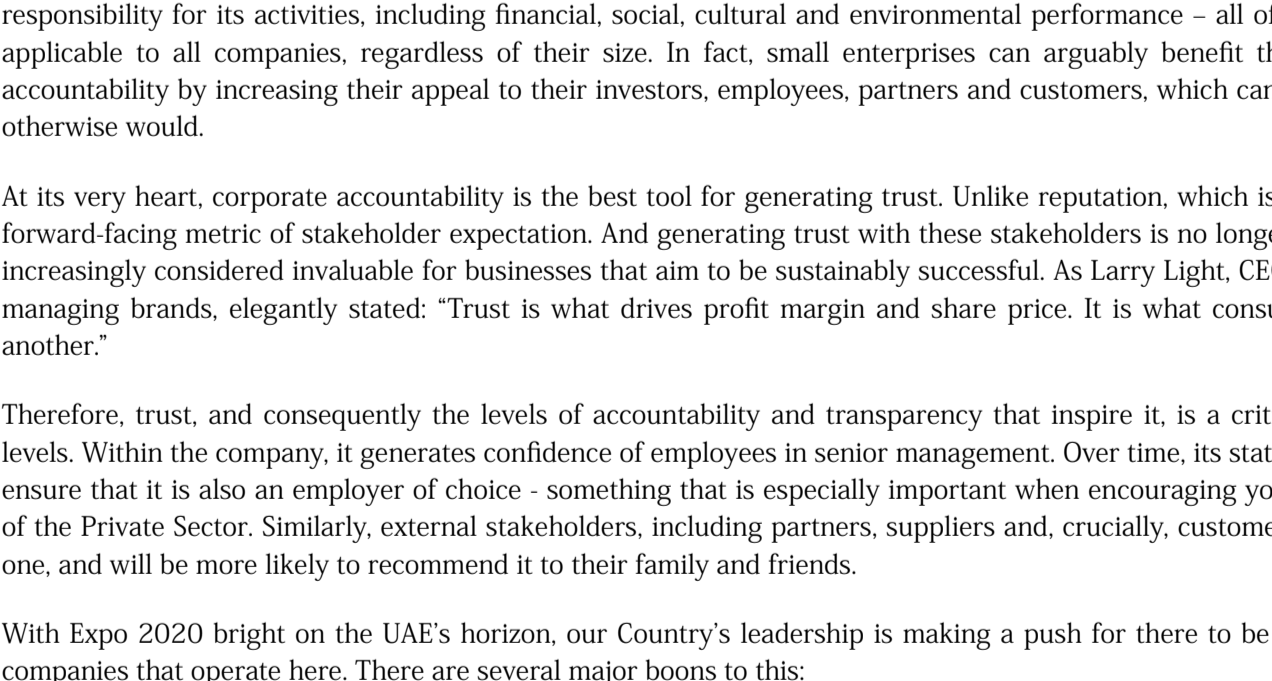 responsibility for its activities, including financial, social, cultural and environmental performance – all of
applicable to all companies, regardless of their size. In fact, small enterprises can arguably benefit
accountability by increasing their appeal to their investors, employees, partners and customers, which
otherwise would.
At its very heart, corporate accountability is the best tool for generating trust. Unlike reputation, which is
forward-facing metric of stakeholder expectation. And generating trust with these stakeholders is no
increasingly considered invaluable for businesses that aim to be sustainably successful. As Larry Light,
managing brands, elegantly stated: “Trust is what drives profit margin and share price. It is what
another.”
Therefore, trust, and consequently the levels of accountability and transparency that inspire it, is a
levels. Within the company, it generates confidence of employees in senior management. Over time, its
ensure that it is also an employer of choice - something that is especially important when encouraging
of the Private Sector. Similarly, external stakeholders, including partners, suppliers and, crucially,
one, and will be more likely to recommend it to their family and friends.
With Expo 2020 bright on the UAE’s horizon, our Country’s leadership is making a push for there to be
companies that operate here. There are several major boons to this: